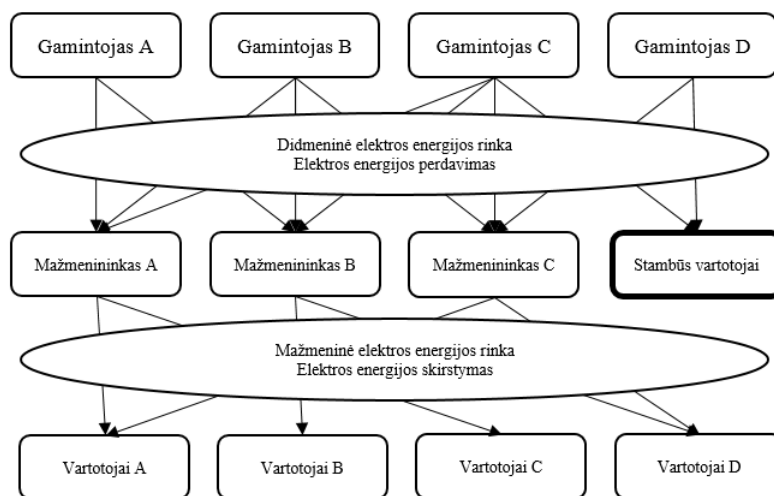 Gamintojas A
Gamintojas B
Gamintojas C
Gamintojas D
Didmeninė elektros energijos rinka
Elektros energijos perdavimas
Mažmenininkas A
Mažmenininkas B
Mažmenininkas C
Stambūs vartotojai
Mažmeninė elektros energijos rinka
Elektros energijos skirstymas
Vartotojai A
Vartotojai B
Vartotojai C
Vartotojai D